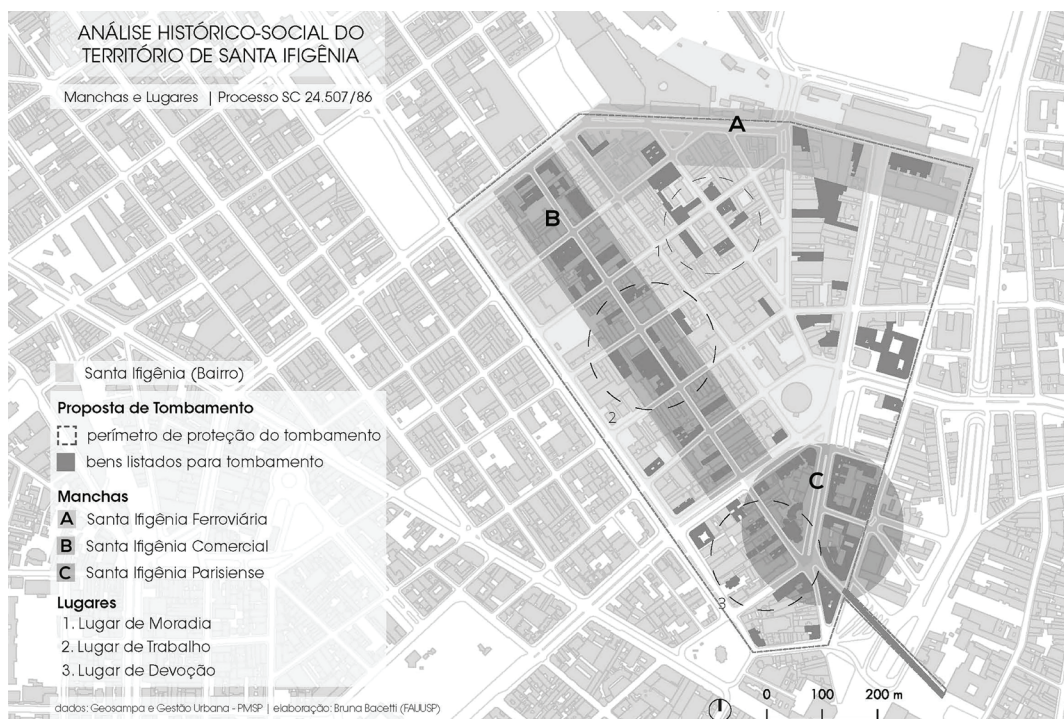 ANÁLISE HISTÓRICO-SOCIAL DO
TERRITÓRIO DE SANTA IFIGÊNIA
Manchas e Lugares | Processo SC 24.507/86
A
B
1
2
C
3
Santa Ifigênia (Bairro)
Proposta de Tombamento
perímetro de proteção do tombamento
bens listados para tombamento
Manchas
A Santa Ifigênia Ferroviária
B Santa Ifigênia Comercial
C Santa Ifigênia Parisiense
Lugares
1. Lugar de Moradia
2. Lugar de Trabalho
3. Lugar de Devoção
dados: Geosampa e Gestão Urbana - PMSP | elaboração: Bruna Bacetti (FAUUSP)
0 100 200 m